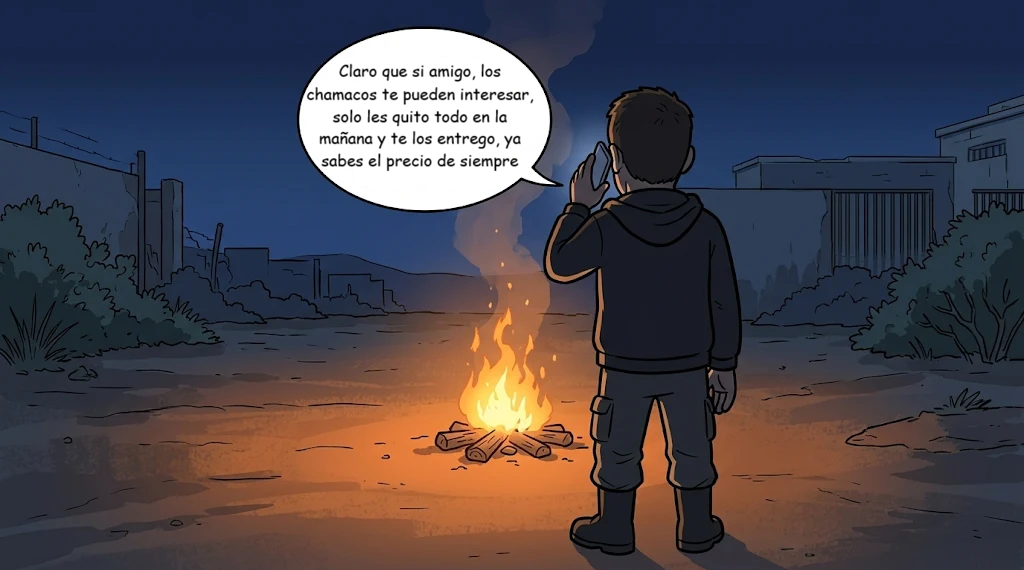 Claro que si amigo, los
chamacos te pueden interesar,
solo les quito todo en la
mañana y te los entrego, ya
sabes el precio de siempre